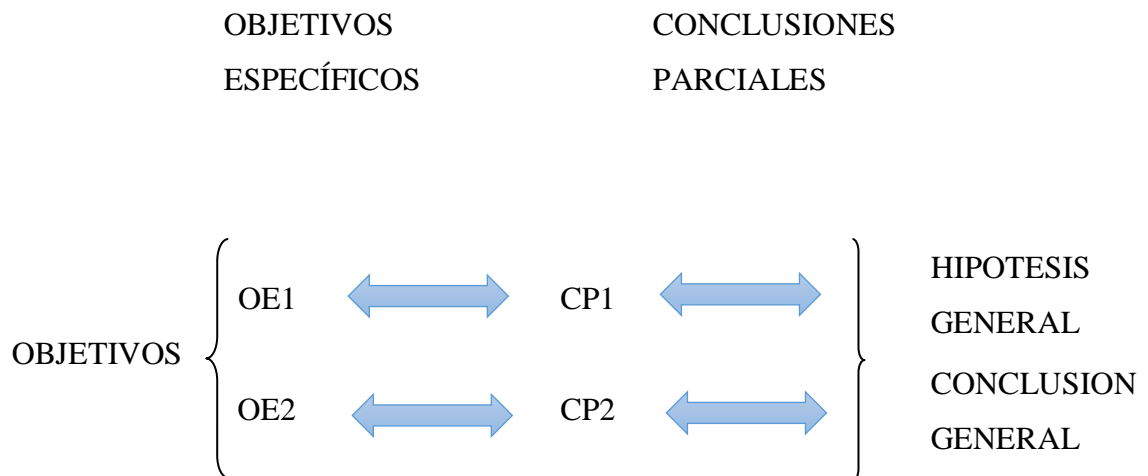 OBJETIVOS
ESPECÍFICOS
CONCLUSIONES
PARCIALES
OBJETIVOS
OE1
CP1
OE2
CP2
HIPOTESIS
GENERAL
CONCLUSION
GENERAL